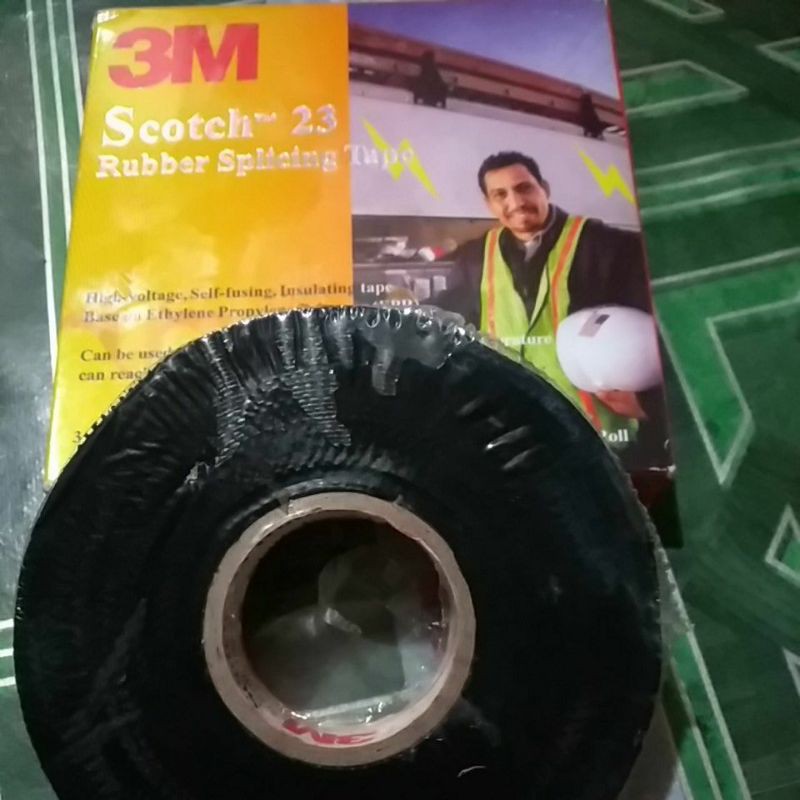 3M
Scotch™ 23
Rubber Splicing Tape
High-voltage, Self-fusing, Insulating tape
Base on Ethylene Propylene
Can be used
can reach
Roll
3M